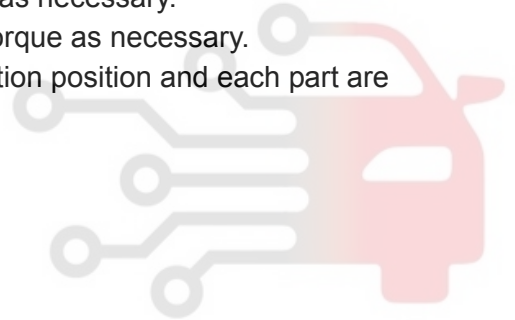 as necessary.
orque as necessary.
tion position and each part are